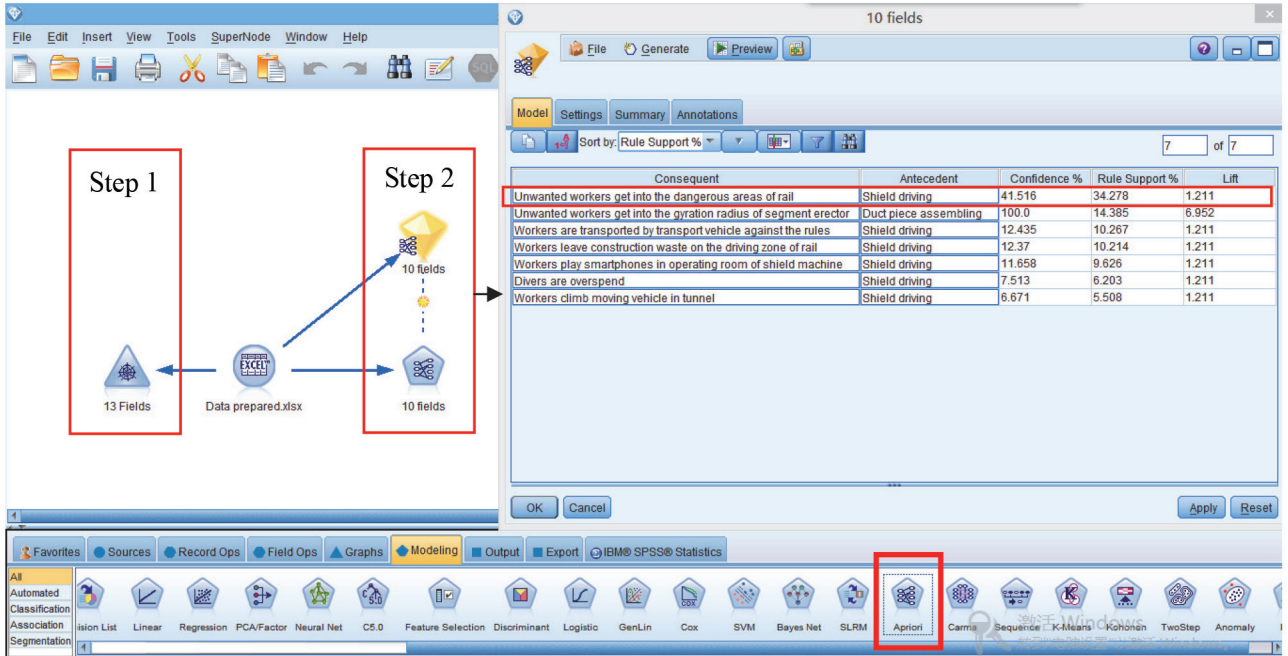 File Edit Insert View Tools SuperNode Window Help
SQL
Step 1
Step 2
10 fields
EXCEL
13 Fields
Data prepared.xlsx
10 fields
10 fields
File Generate Preview
Model Settings Summary Annotations
Sort by: Rule Support %
7 of 7
Consequent Antecedent Confidence % Rule Support % Lift
Unwanted workers get into the dangerous areas of rail Shield driving 41.516 34.278 1.211
Unwanted workers get into the gyration radius of segment erector Duct piece assembling 100.0 14.385 6.952
Workers are transported by transport vehicle against the rules Shield driving 12.435 10.267 1.211
Workers leave construction waste on the driving zone of rail Shield driving 12.37 10.214 1.211
Workers play smartphones in operating room of shield machine Shield driving 11.658 9.626 1.211
Divers are overspend Shield driving 7.513 6.203 1.211
Workers climb moving vehicle in tunnel Shield driving 6.671 5.508 1.211
OK Cancel Apply Reset
Favorites Sources Record Ops Field Ops Graphs Modeling Output Export IBM® SPSS® Statistics
All
Automated
Classification
Association
Segmentation
ision List Linear Regression PCA/Factor Neural Net C5.0 Feature Selection Discriminant Logistic GenLin Cox SVM Bayes Net SLRM Apriori Carma Sequence K-Means Kohonen TwoStep Anomaly
激活 Windows